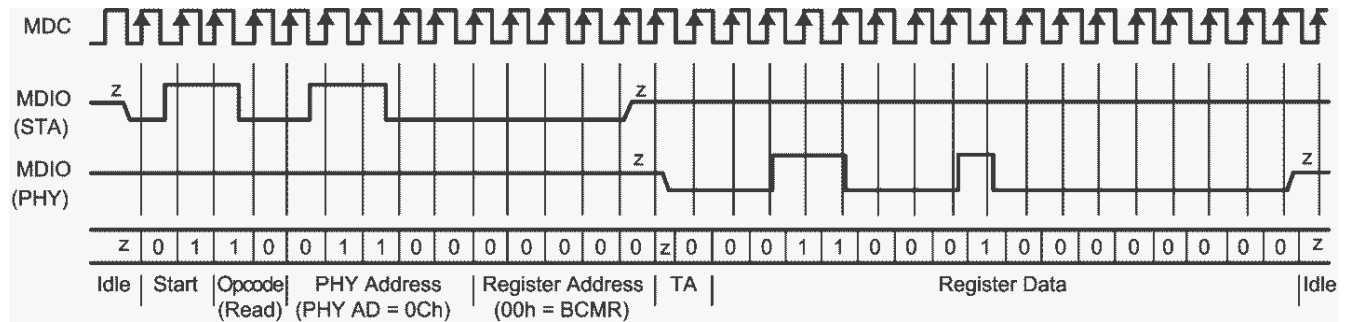 MDC
MDIO (STA) z z
MDIO (PHY) z z
z 0 1 1 0 0 1 1 0 0 0 0 0 0 0 z 0 0 0 1 1 0 0 0 1 0 0 0 0 0 0 0 0 z
Idle Start Opcode PHY Address Register Address TA Register Data Idle
(Read) (PHY AD = 0Ch) (00h = BCMR)